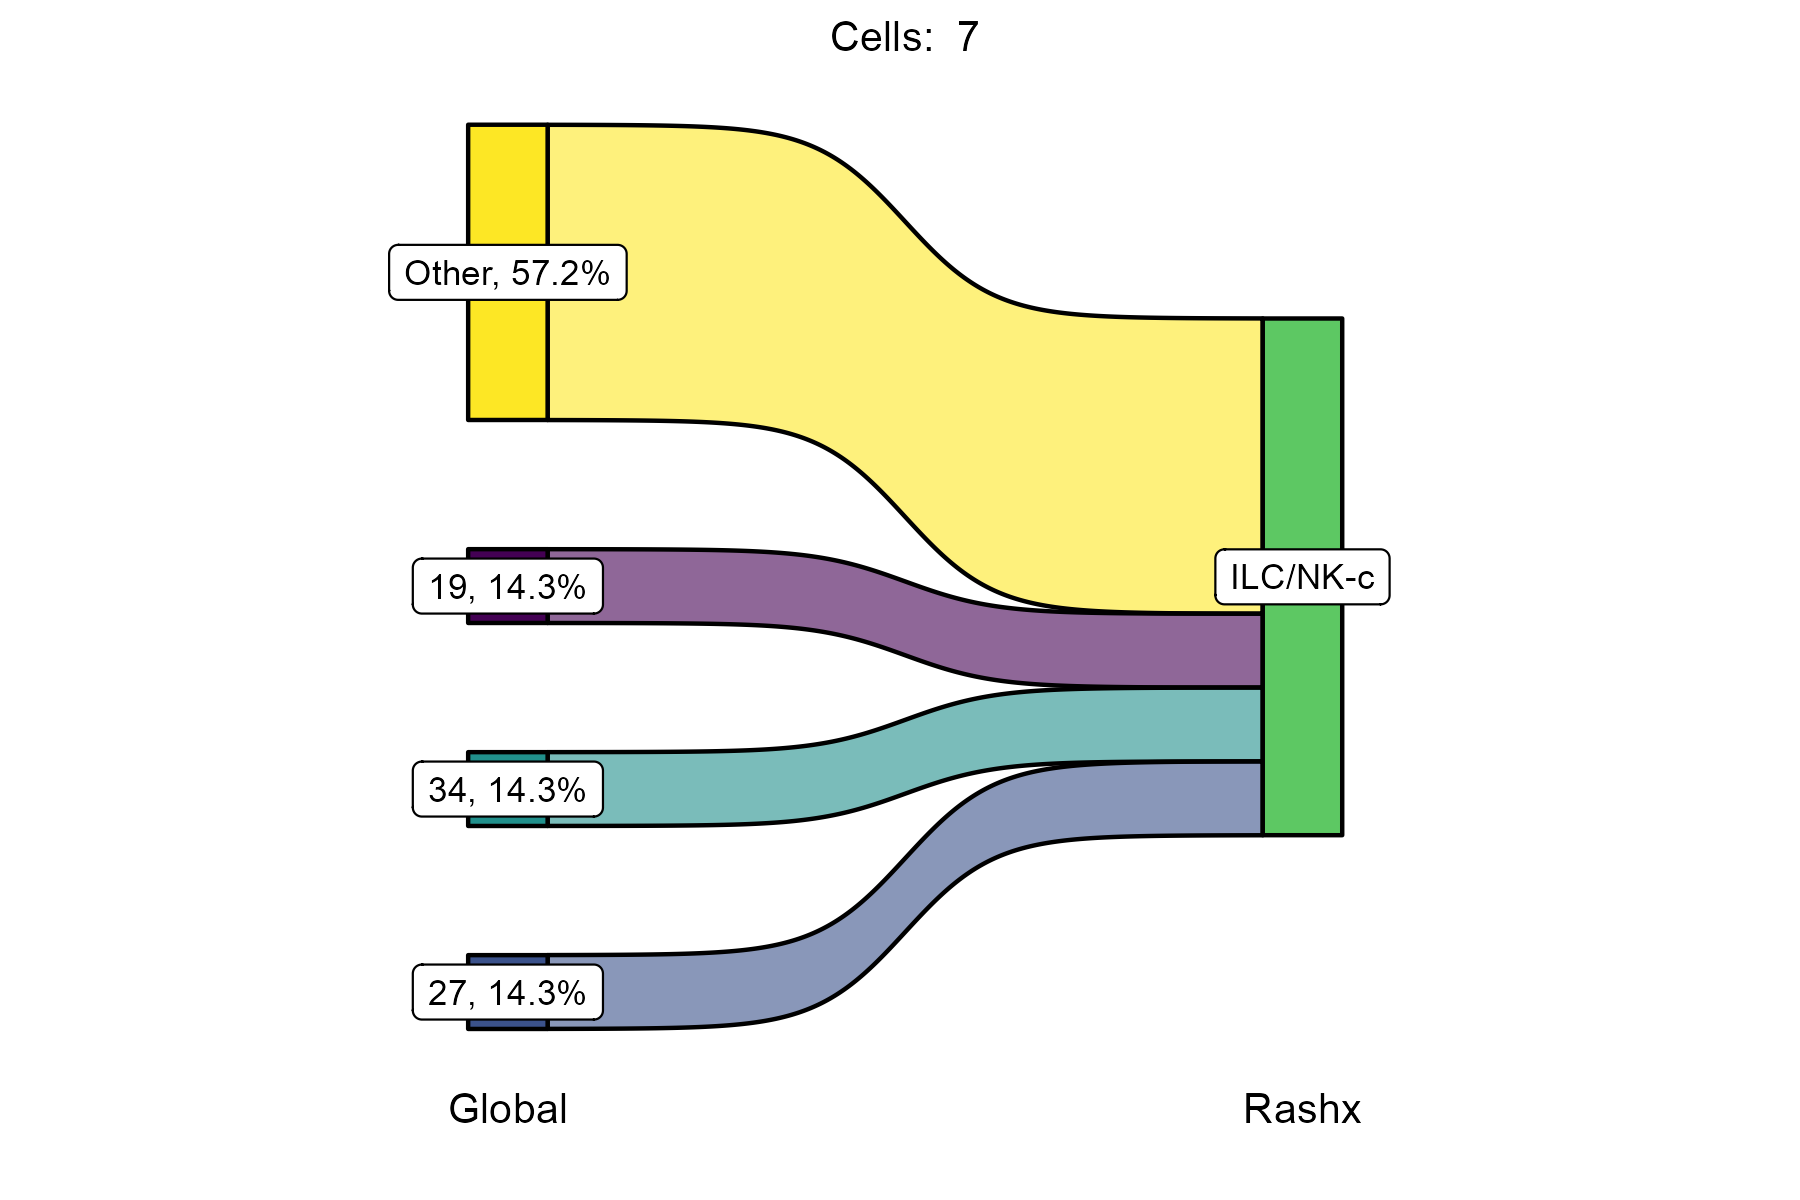 Cells: 7
Other, 57.2%
ILC/NK-c
19, 14.3%
34, 14.3%
27, 14.3%
Global
Rashx